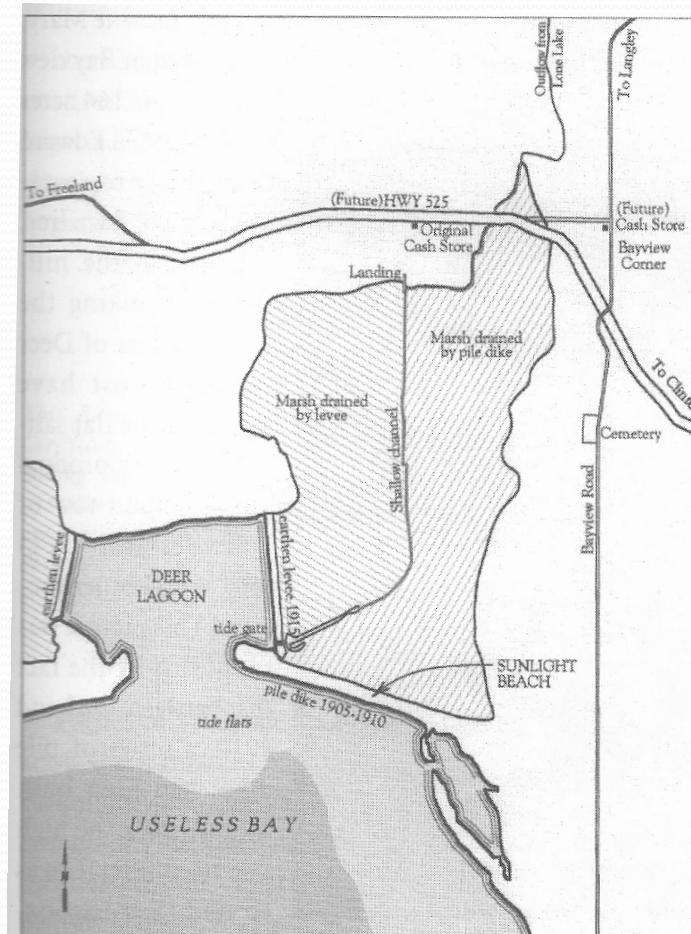 Outflow from
Lone Lake
To Langley
To Freeland
(Future)HWY 525
Original
Cash Store
(Future)
Cash Store
Bayview
Corner
Landing
Marsh drained
by pile dike
To
Marsh drained
by levee
Cemetery
Shallow channel
Bayview Road
earthen levee
earthen levee 1915
DEER
LAGOON
tide gate
SUNLIGHT
BEACH
pile dike 1905-1910
tide flats
USELESS BAY
N